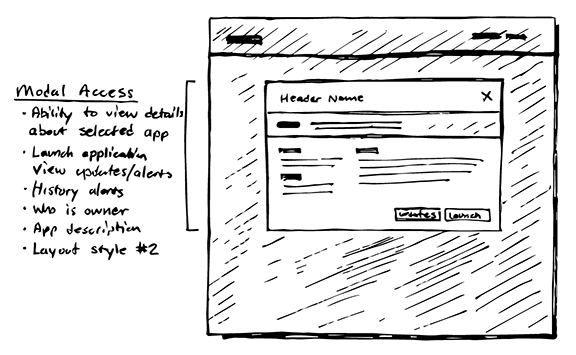 Modal Access
• Ability to view details
about selected app
• Launch application
view updates/alerts
• History alerts
• Who is owner
• App description
• Layout style #2
Header Name X
updates Launch